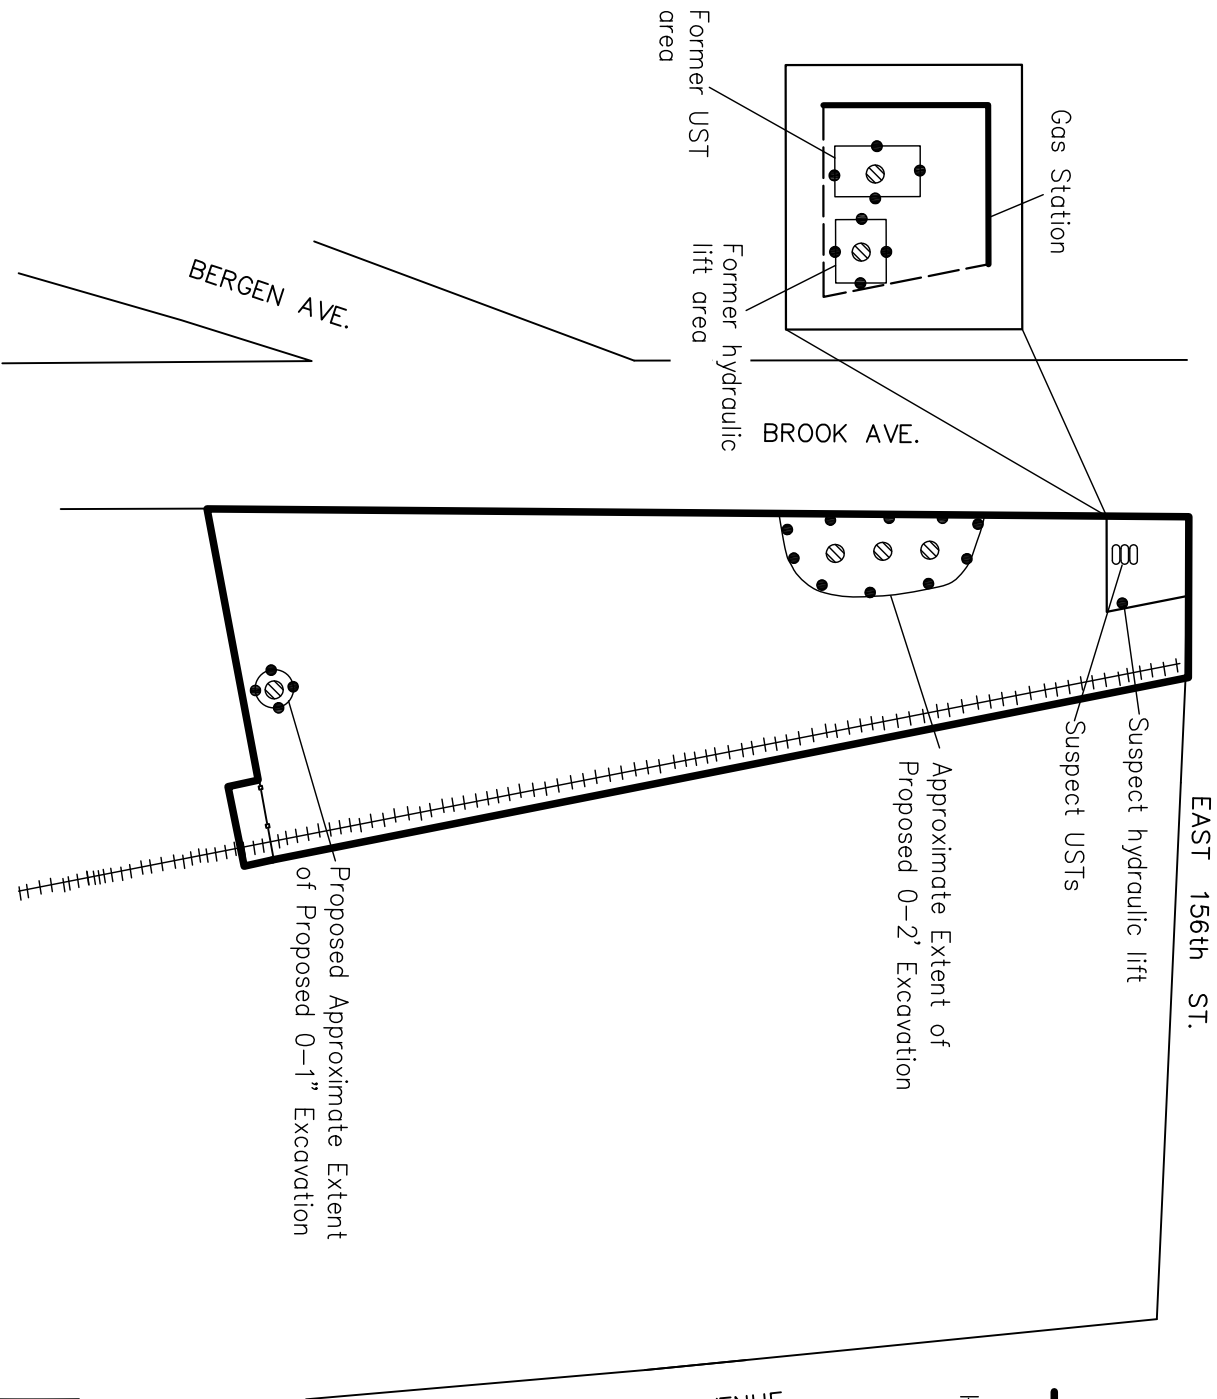 Former UST
area
Gas Station
Former hydraulic
lift area
BERGEN AVE.
BROOK AVE.
EAST 156th ST.
Suspect hydraulic lift
Suspect USTs
Approximate Extent of
Proposed 0-2' Excavation
Proposed Approximate Extent
of Proposed 0-1" Excavation